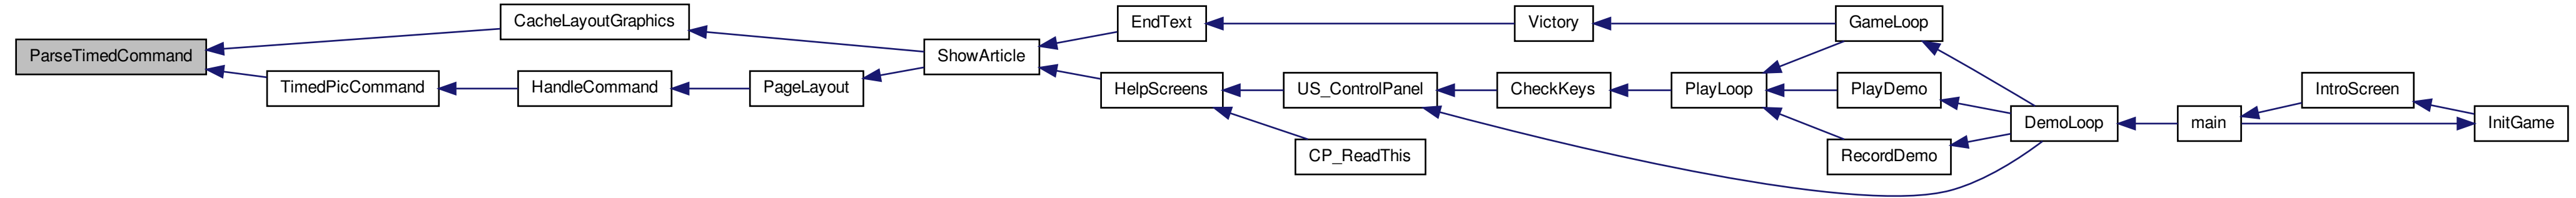 ParseTimedCommand
CacheLayoutGraphics
TimedPicCommand
HandleCommand
PageLayout
ShowArticle
EndText
HelpScreens
Victory
US_ControlPanel
CP_ReadThis
CheckKeys
PlayLoop
GameLoop
PlayDemo
RecordDemo
DemoLoop
main
IntroScreen
InitGame